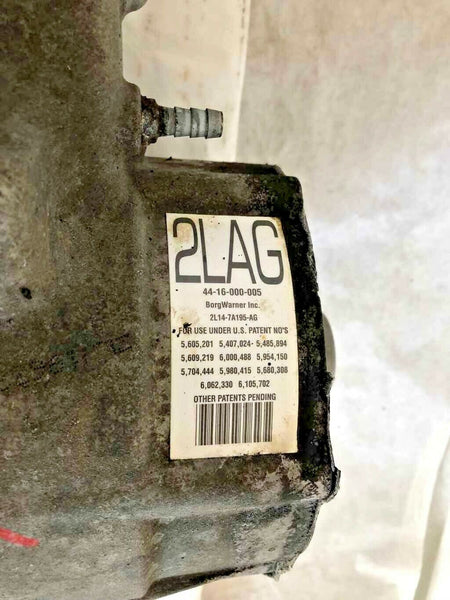 2LAG
44-16-000-005
BorgWarner Inc.
2L14-7A195-AG
FOR USE UNDER U.S. PATENT NO'S
5,605,201 5,407,024 5,485,894
5,609,219 6,000,488 5,954,150
5,704,444 5,980,415 5,680,308
6,062,330 6,105,702
OTHER PATENTS PENDING